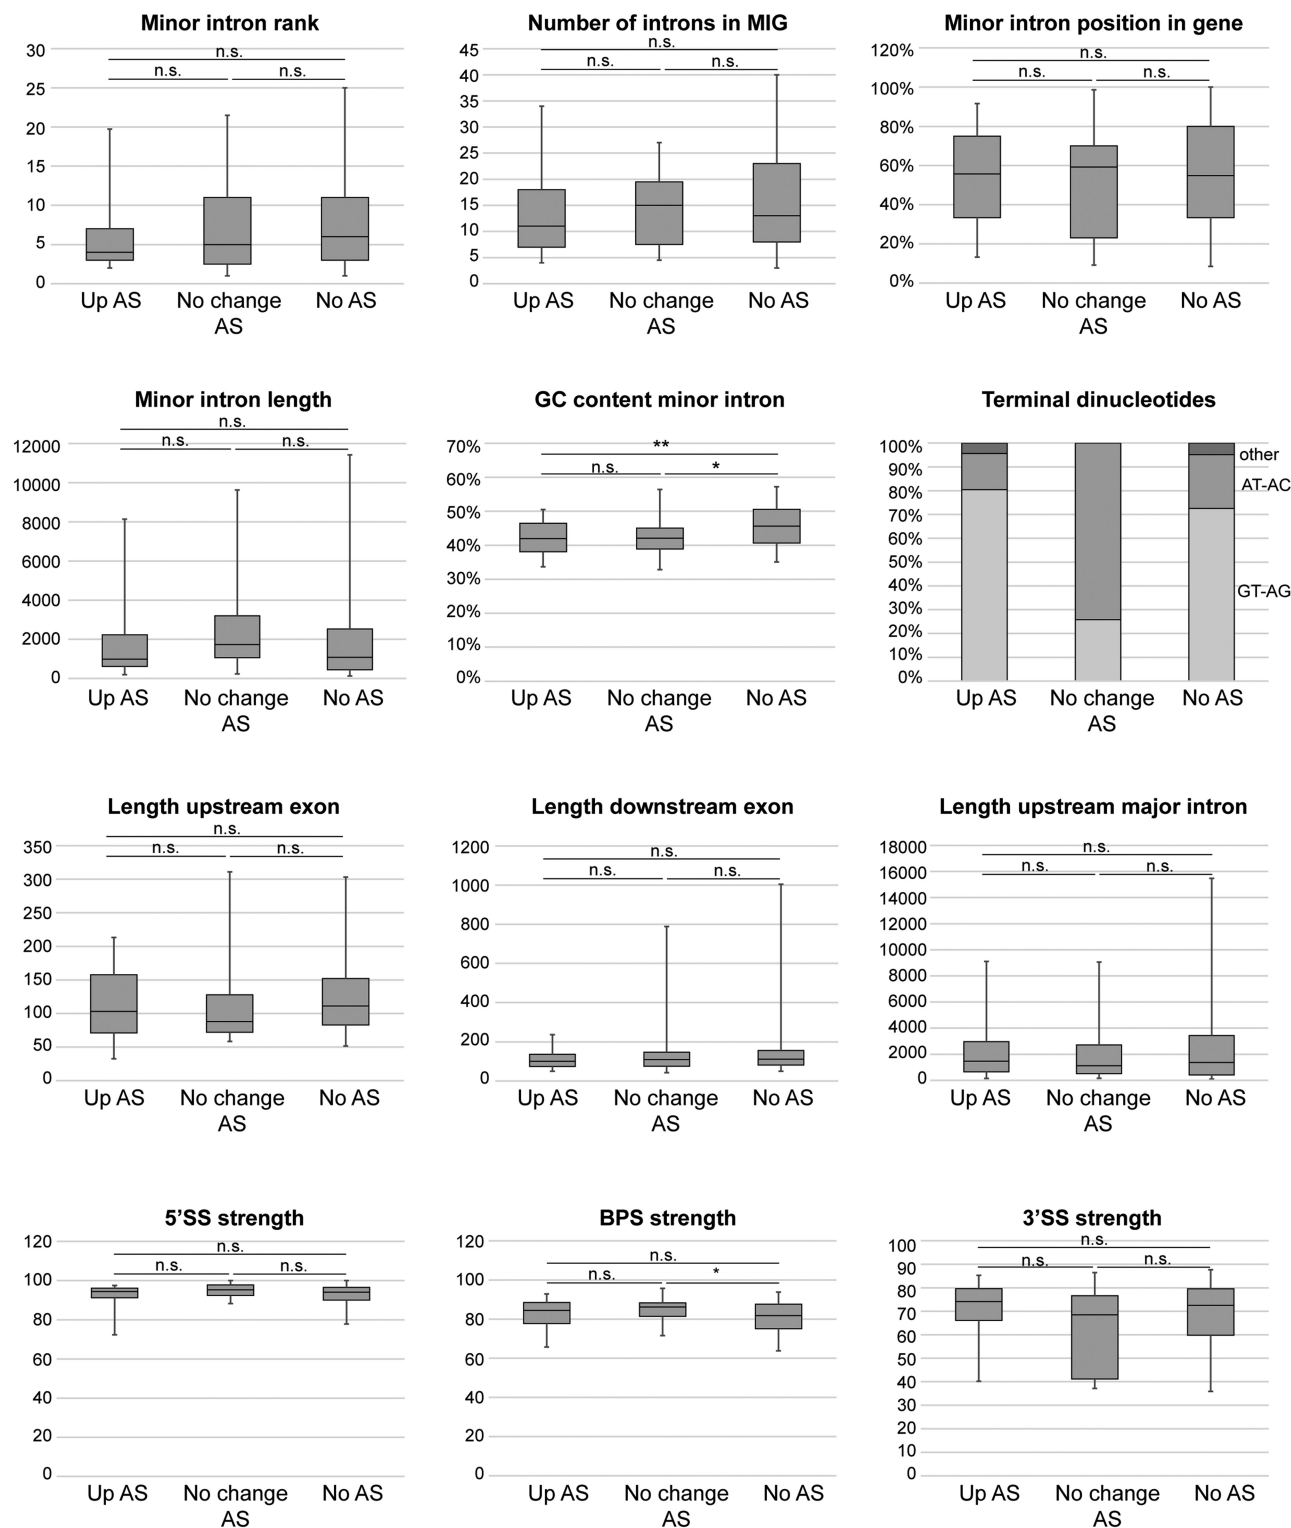 Minor intron rank
30
25
20
15
10
5
0
n.s.
n.s.
n.s.
Up AS
No change
AS
No AS
Number of introns in MIG
45
40
35
30
25
20
15
10
5
0
n.s.
n.s.
n.s.
Up AS
No change
AS
No AS
Minor intron position in gene
120%
100%
80%
60%
40%
20%
0%
n.s.
n.s.
n.s.
Up AS
No change
AS
No AS
Minor intron length
12000
10000
8000
6000
4000
2000
0
n.s.
n.s.
n.s.
Up AS
No change
AS
No AS
GC content minor intron
70%
60%
50%
40%
30%
20%
10%
0%
**
n.s.
*
Up AS
No change
AS
No AS
Terminal dinucleotides
100%
90%
80%
70%
60%
50%
40%
30%
20%
10%
0%
other
AT-AC
GT-AG
Up AS
No change
AS
No AS
Length upstream exon
350
300
250
200
150
100
50
0
n.s.
n.s.
n.s.
Up AS
No change
AS
No AS
Length downstream exon
1200
1000
800
600
400
200
0
n.s.
n.s.
n.s.
Up AS
No change
AS
No AS
Length upstream major intron
18000
16000
14000
12000
10000
8000
6000
4000
2000
0
n.s.
n.s.
n.s.
Up AS
No change
AS
No AS
5’SS strength
120
100
80
60
40
20
0
n.s.
n.s.
n.s.
Up AS
No change
AS
No AS
BPS strength
120
100
80
60
40
20
0
n.s.
n.s.
*
Up AS
No change
AS
No AS
3’SS strength
100
90
80
70
60
50
40
30
20
10
0
n.s.
n.s.
n.s.
Up AS
No change
AS
No AS